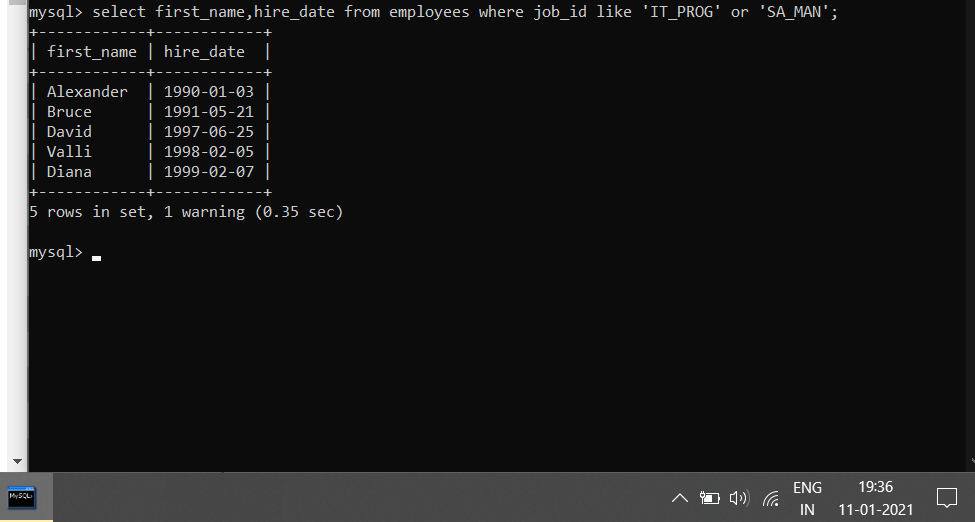 mysql> select first_name,hire_date from employees where job_id like 'IT_PROG' or 'SA_MAN';
+------------+------------+
| first_name | hire_date  |
+------------+------------+
| Alexander  | 1990-01-03 |
| Bruce      | 1991-05-21 |
| David      | 1997-06-25 |
| Valli      | 1998-02-05 |
| Diana      | 1999-02-07 |
+------------+------------+
5 rows in set, 1 warning (0.35 sec)
mysql>
MySQL
ENG
19:36
IN
11-01-2021